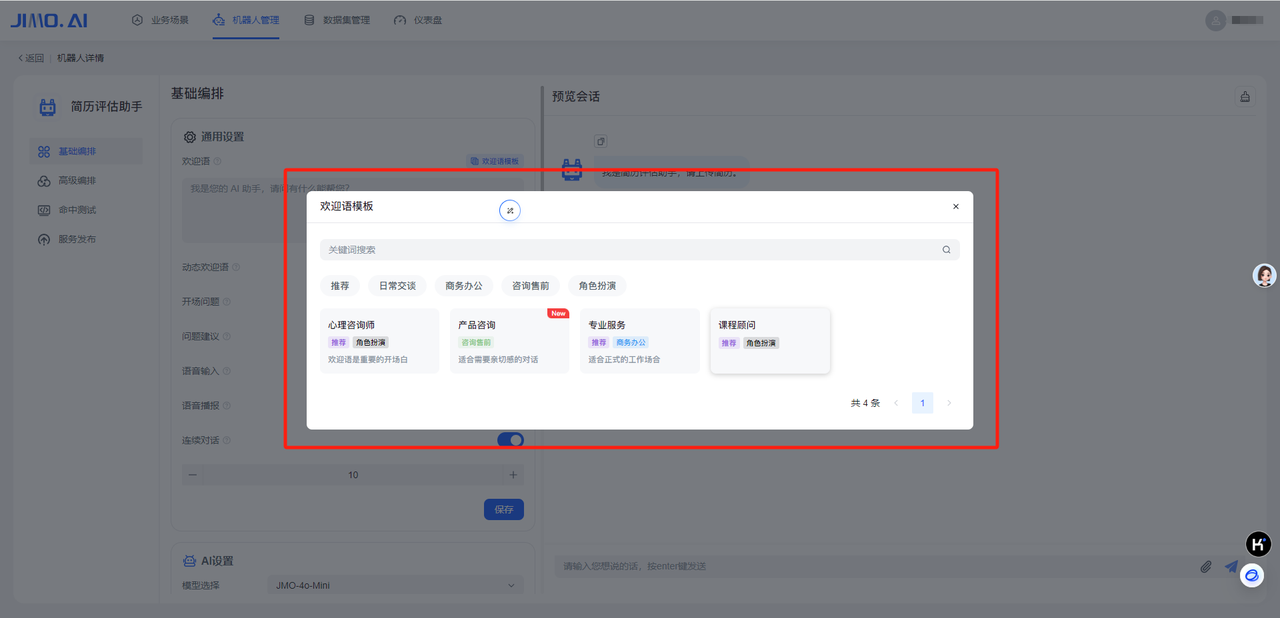 JIMO.AI
业务场景
机器人管理
数据集管理
仪表盘
返回 | 机器人详情
简历评估助手
基础编排
高级编排
命中测试
服务发布
基础编排
通用设置
欢迎语
欢迎语模板
我是您的 AI 助手，请问有什么能帮您？
动态欢迎语
开场问题
问题建议
语音输入
语音播报
连续对话
10
保存
AI设置
模型选择
JMO-4o-Mini
预览会话
我是简历评估助手，请上传简历。
请输入您想说的话，按enter键发送
欢迎语模板
关键词搜索
推荐
日常交谈
商务办公
咨询售前
角色扮演
心理咨询师
推荐 角色扮演
欢迎语是重要的开场白
New
产品咨询
咨询售前
适合需要亲切感的对话
专业服务
推荐 商务办公
适合正式的工作场合
课程顾问
推荐 角色扮演
共 4 条
1